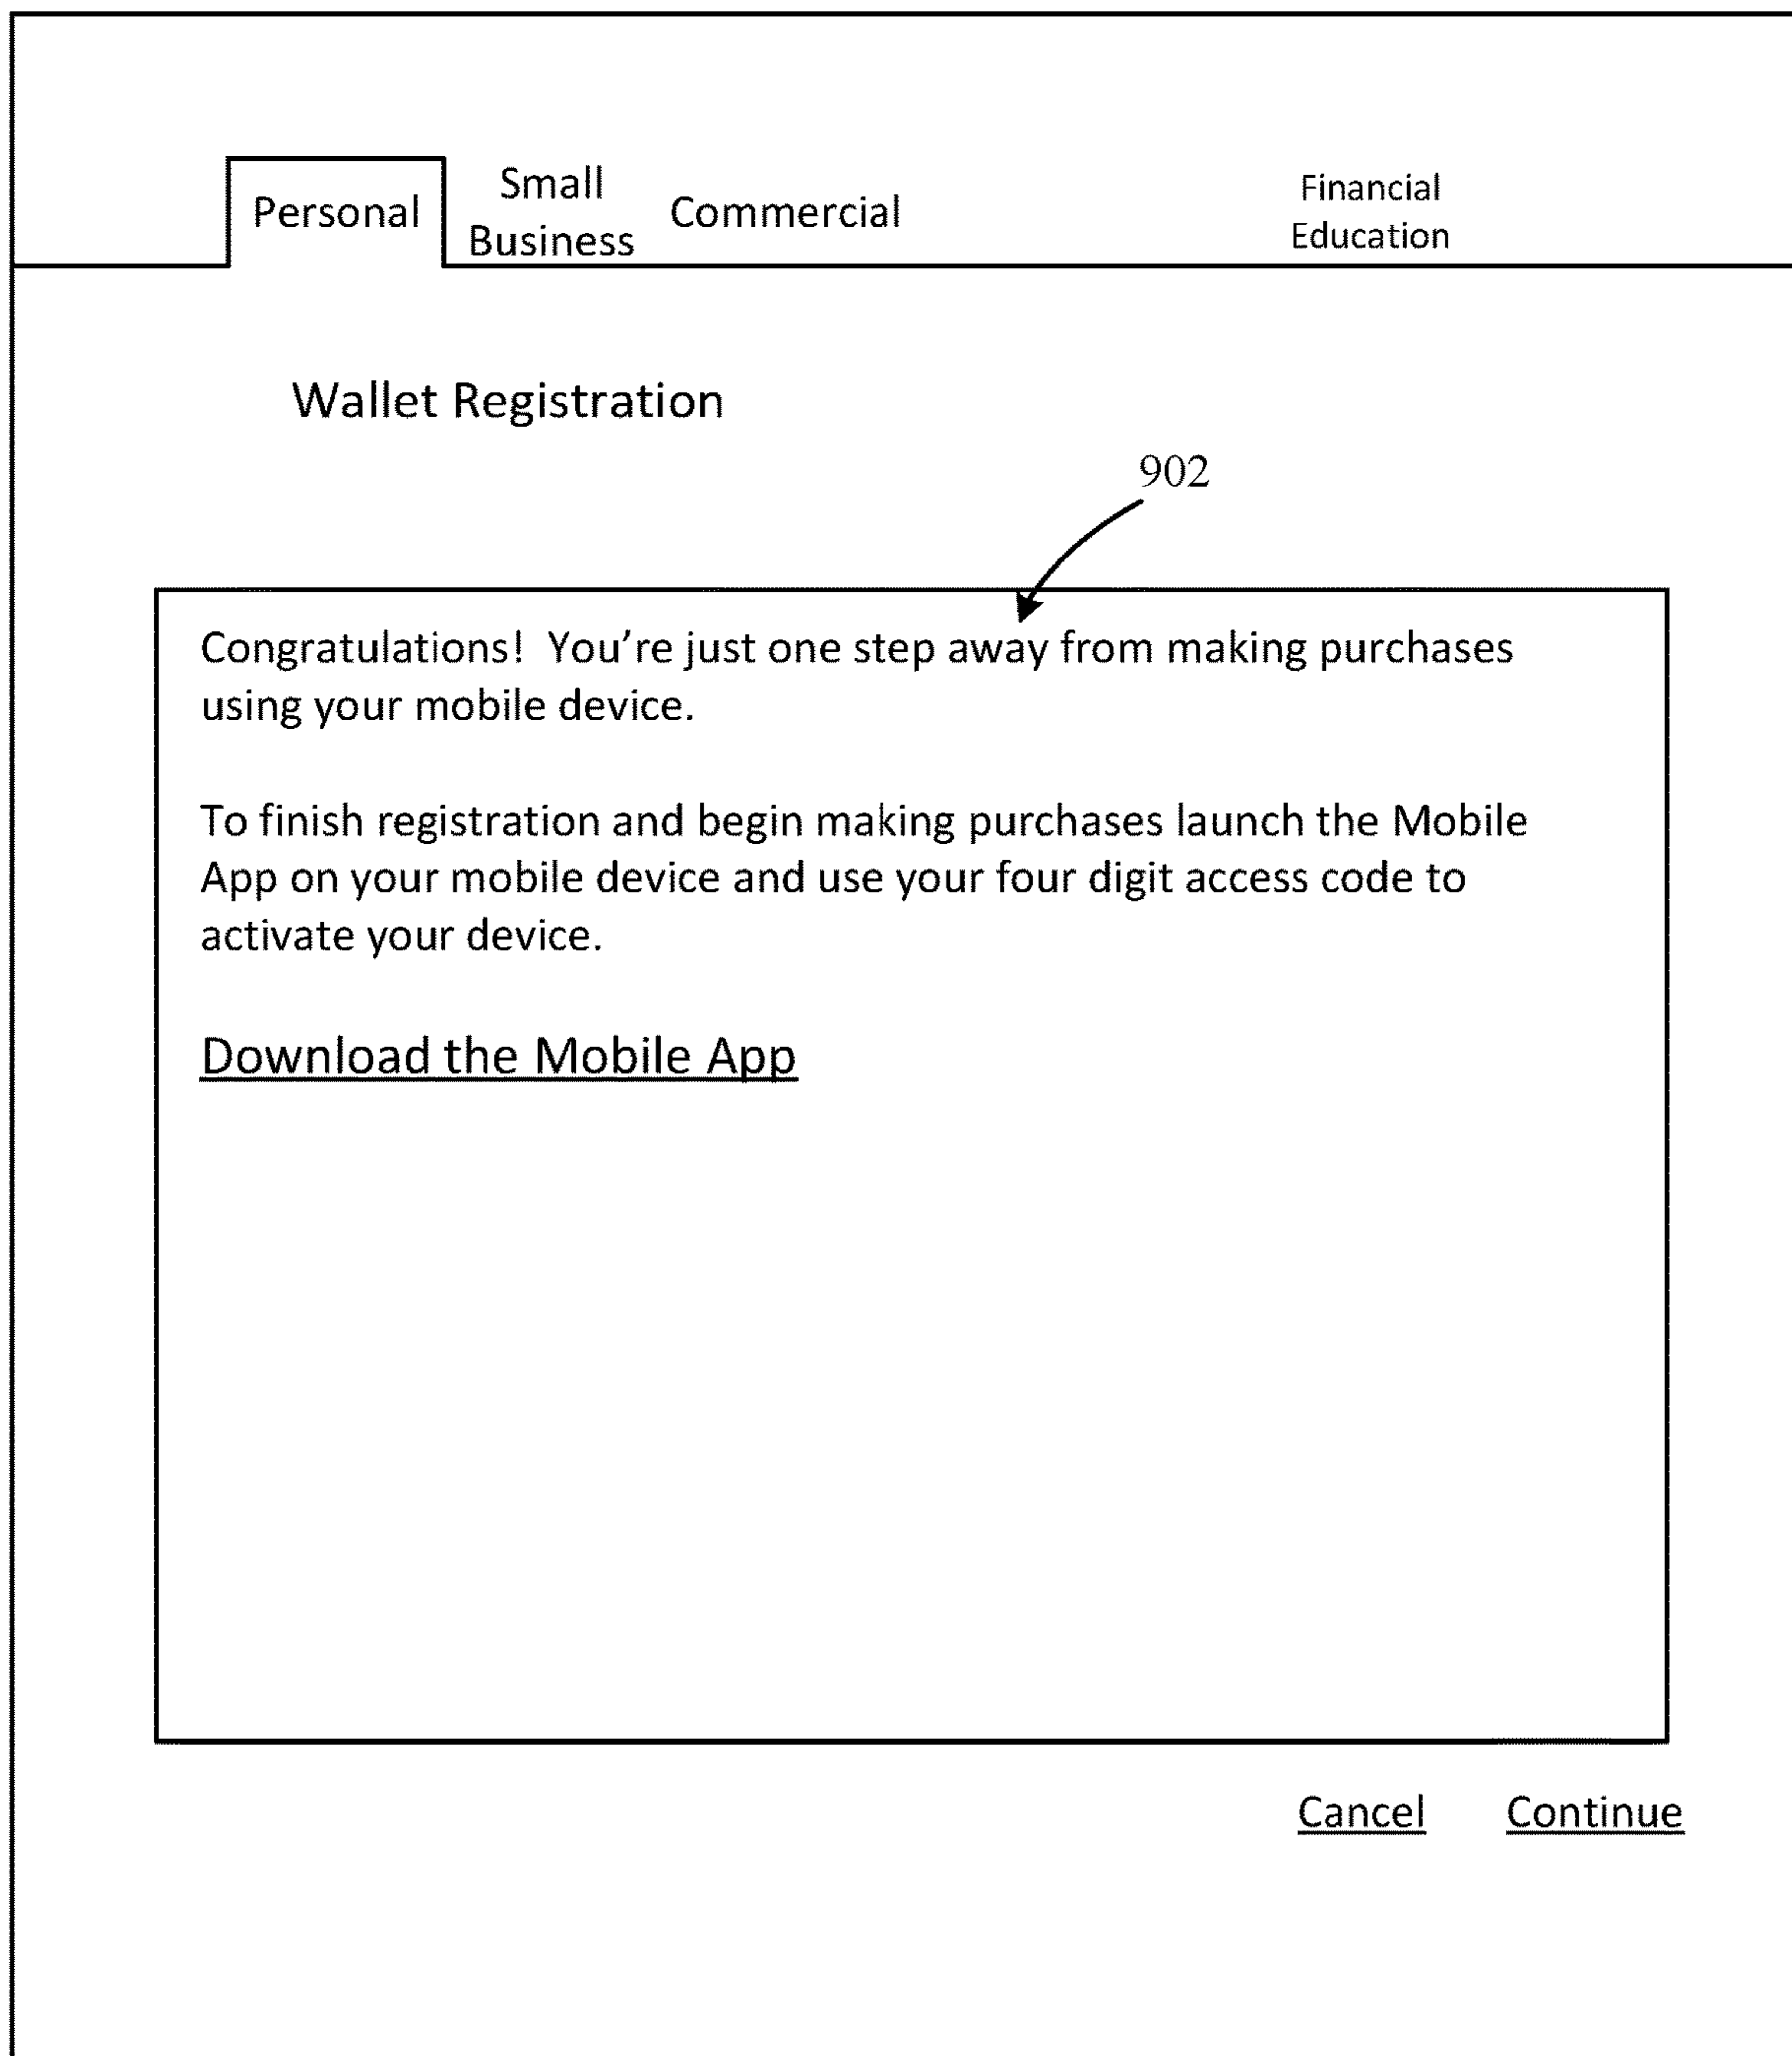 Personal
Small
Business
Commercial
Financial
Education
Wallet Registration
902
Congratulations!  You’re just one step away from making purchases
using your mobile device.
To finish registration and begin making purchases launch the Mobile
App on your mobile device and use your four digit access code to
activate your device.
Download the Mobile App
Cancel
Continue